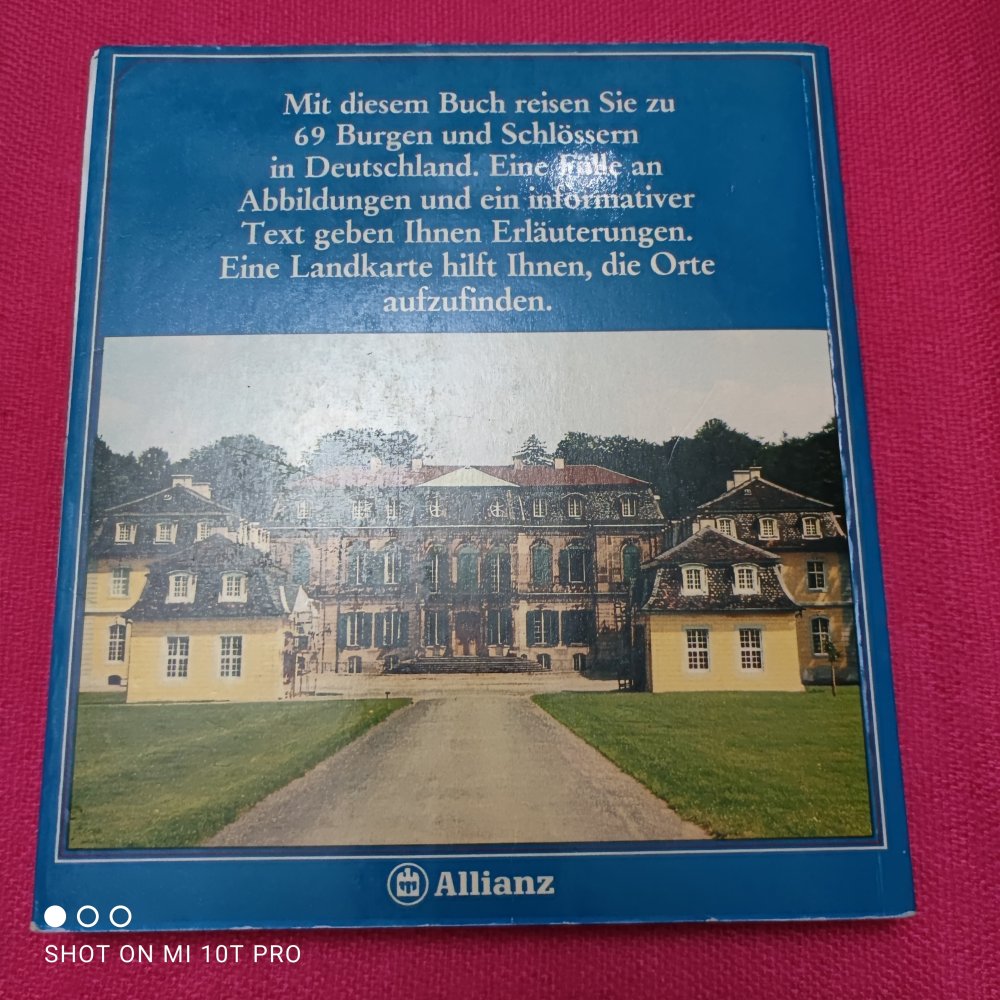 Mit diesem Buch reisen Sie zu
69 Burgen und Schlössern
in Deutschland. Eine Fülle an
Abbildungen und ein informativer
Text geben Ihnen Erläuterungen.
Eine Landkarte hilft Ihnen, die Orte
aufzufinden.
Allianz
SHOT ON MI 10T PRO